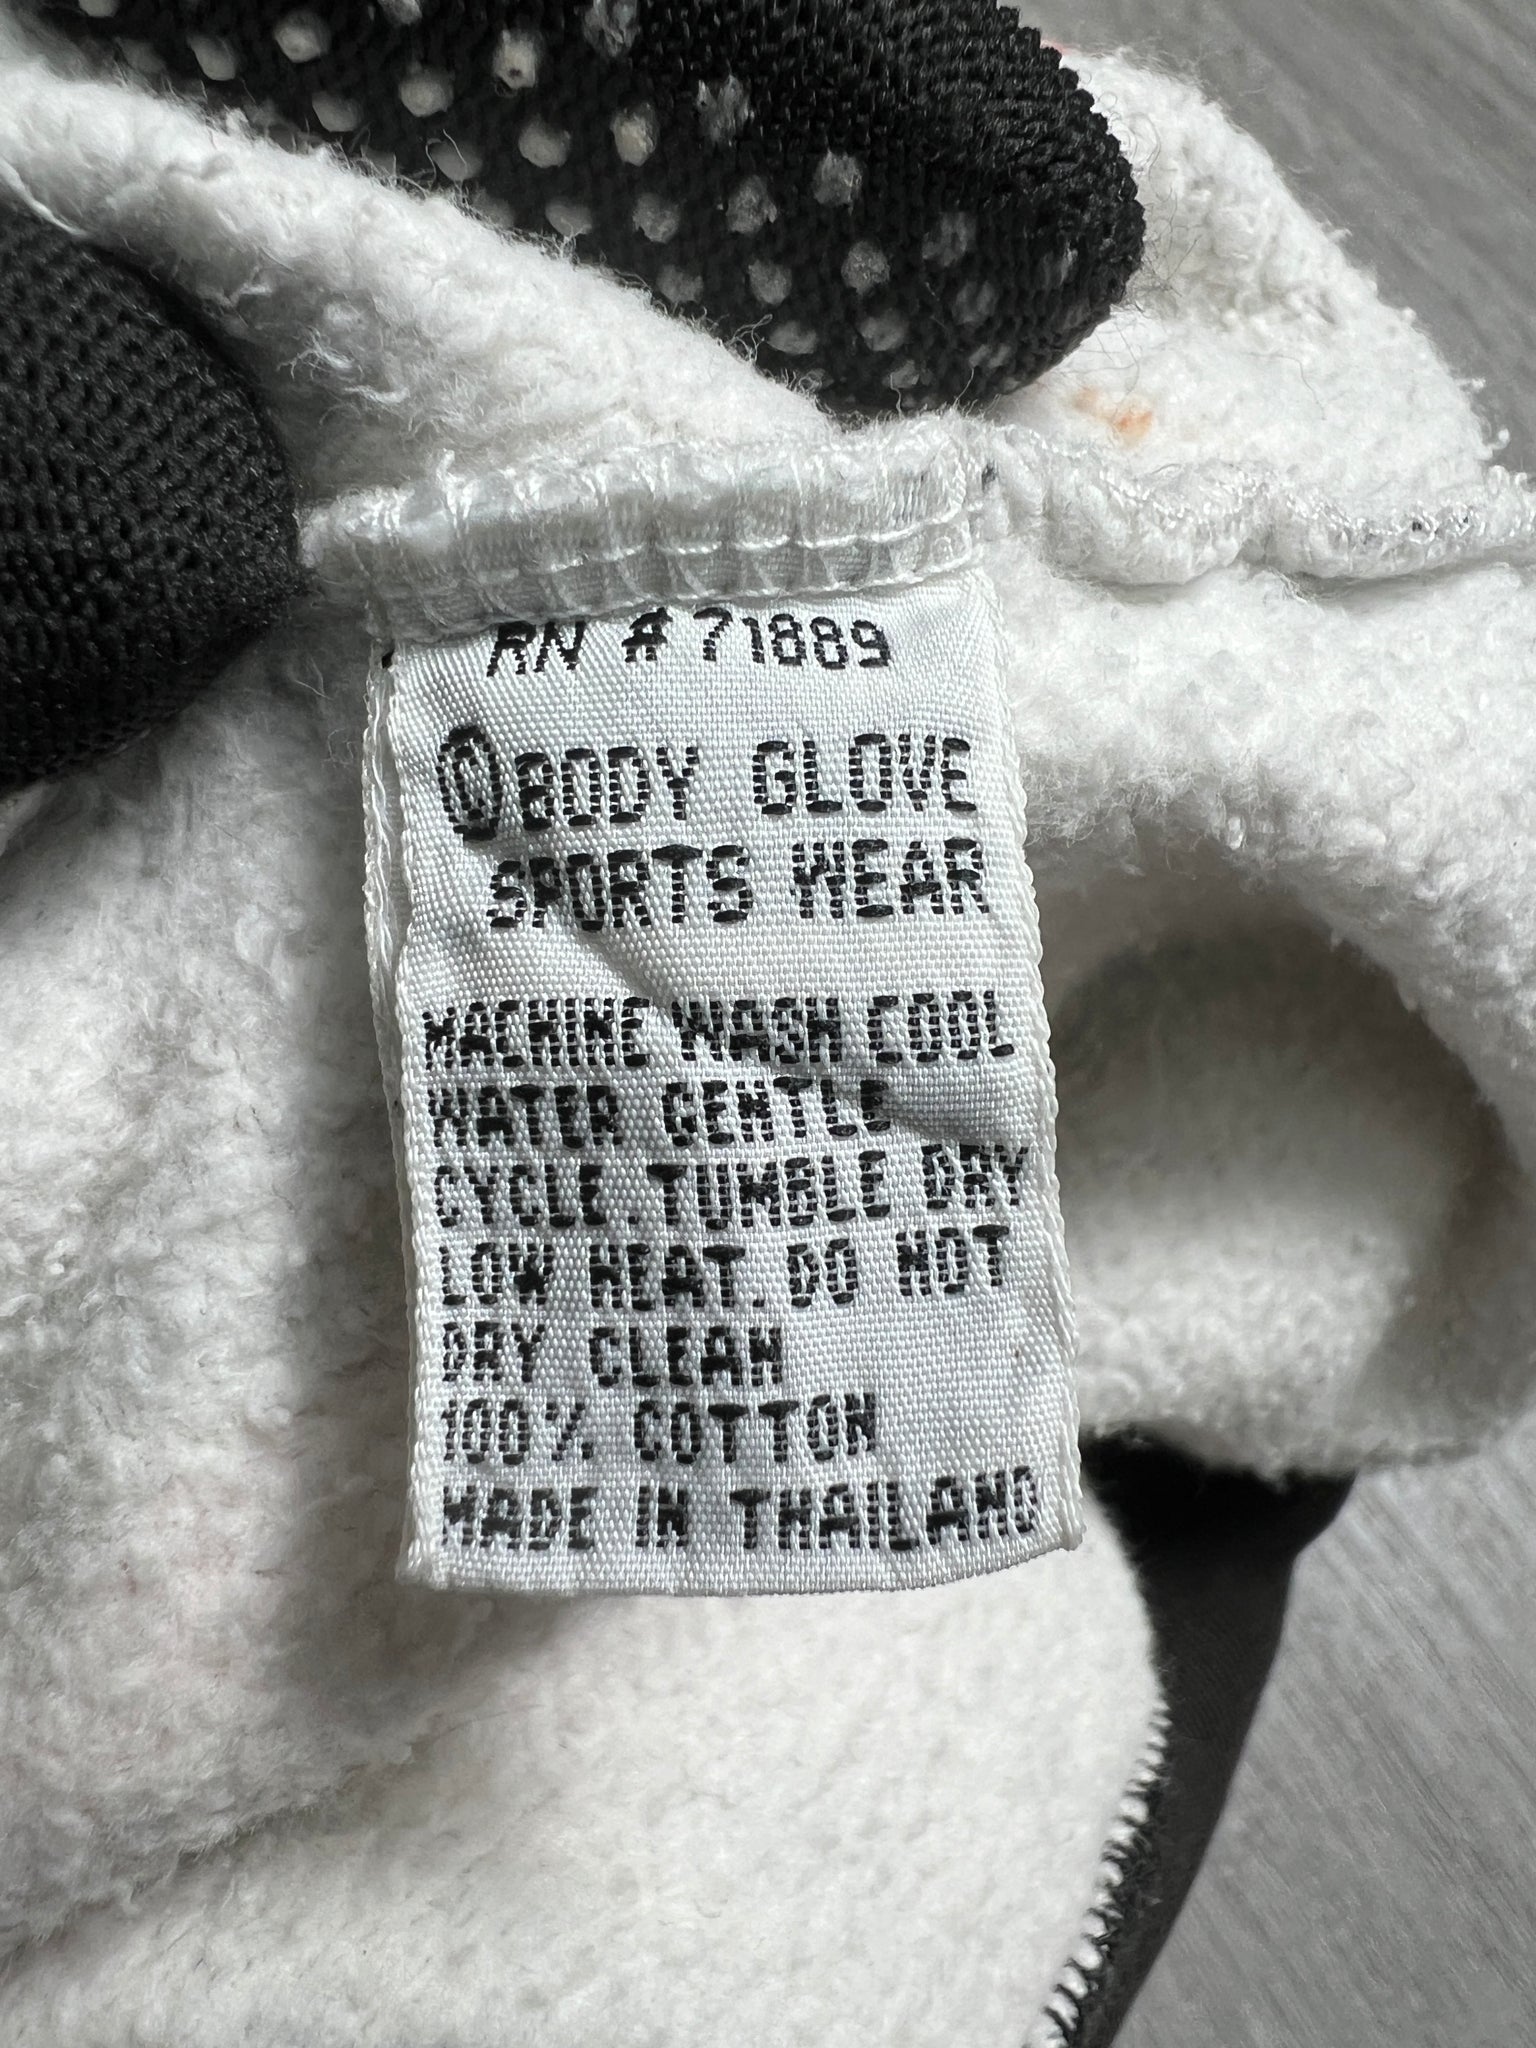 RN # 71889
© BODY GLOVE
SPORTS WEAR
MACHINE WASH COOL
WATER GENTLE
CYCLE. TUMBLE DRY
LOW HEAT. DO NOT
DRY CLEAN
100% COTTON
MADE IN THAILAND